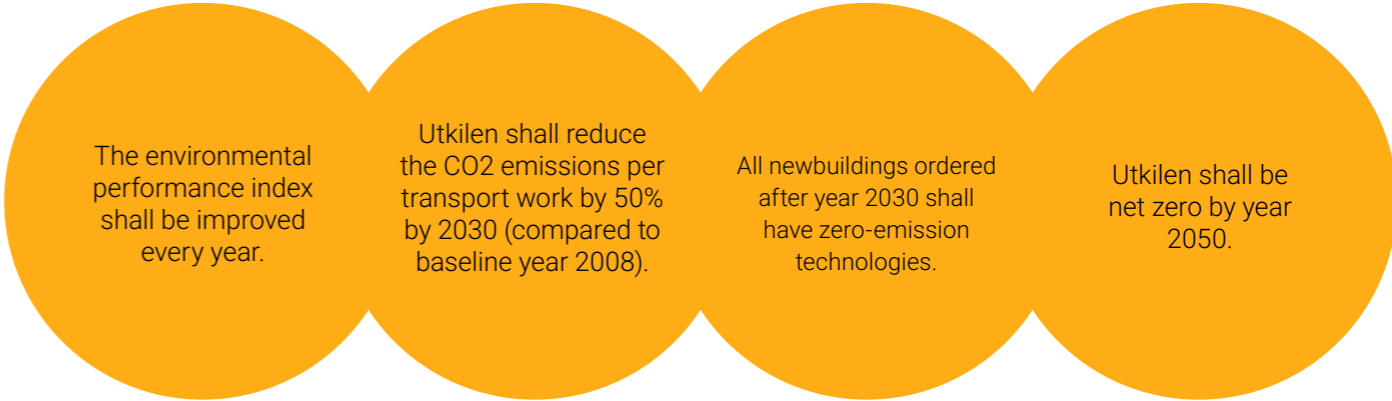 The environmental
performance index
shall be improved
every year.
Utkilen shall reduce
the CO2 emissions per
transport work by 50%
by 2030 (compared to
baseline year 2008).
All newbuildings ordered
after year 2030 shall
have zero-emission
technologies.
Utkilen shall be
net zero by year
2050.